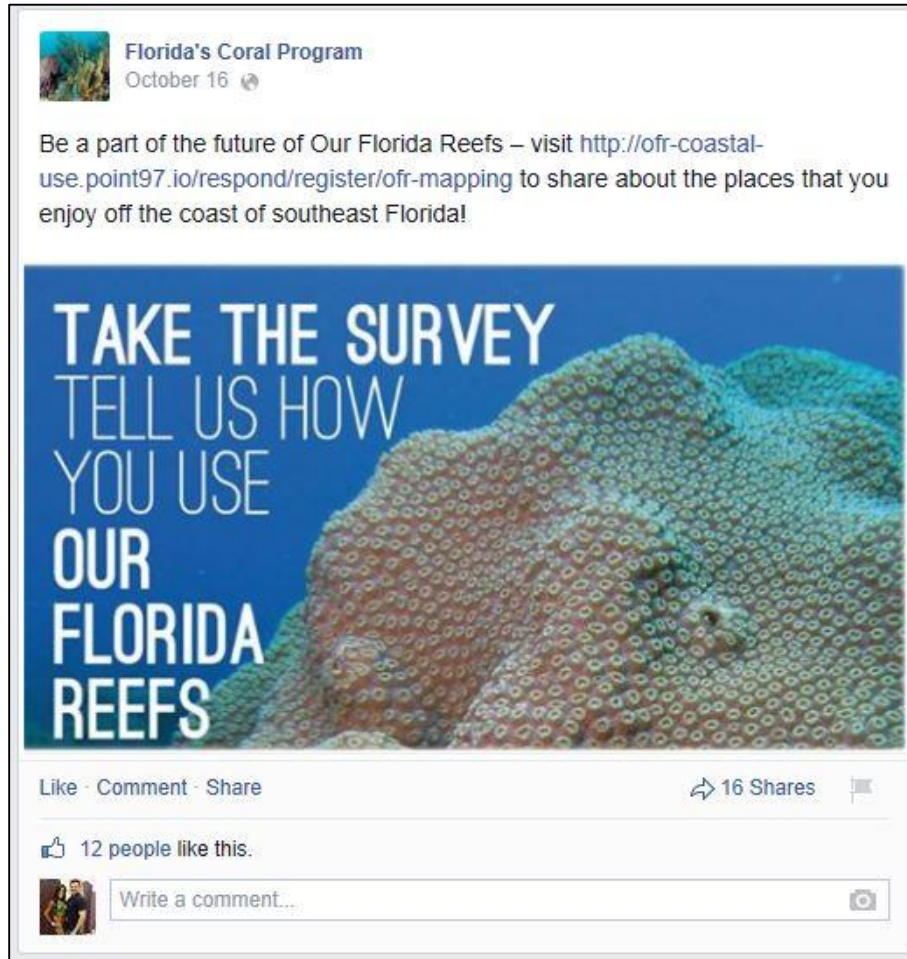 Florida's Coral Program
October 16
Be a part of the future of Our Florida Reefs – visit http://ofr-coastal-
use.point97.io/respond/register/ofr-mapping to share about the places that you
enjoy off the coast of southeast Florida!
TAKE THE SURVEY
TELL US HOW
YOU USE
OUR
FLORIDA
REEFS
Like · Comment · Share 16 Shares
12 people like this.
Write a comment...